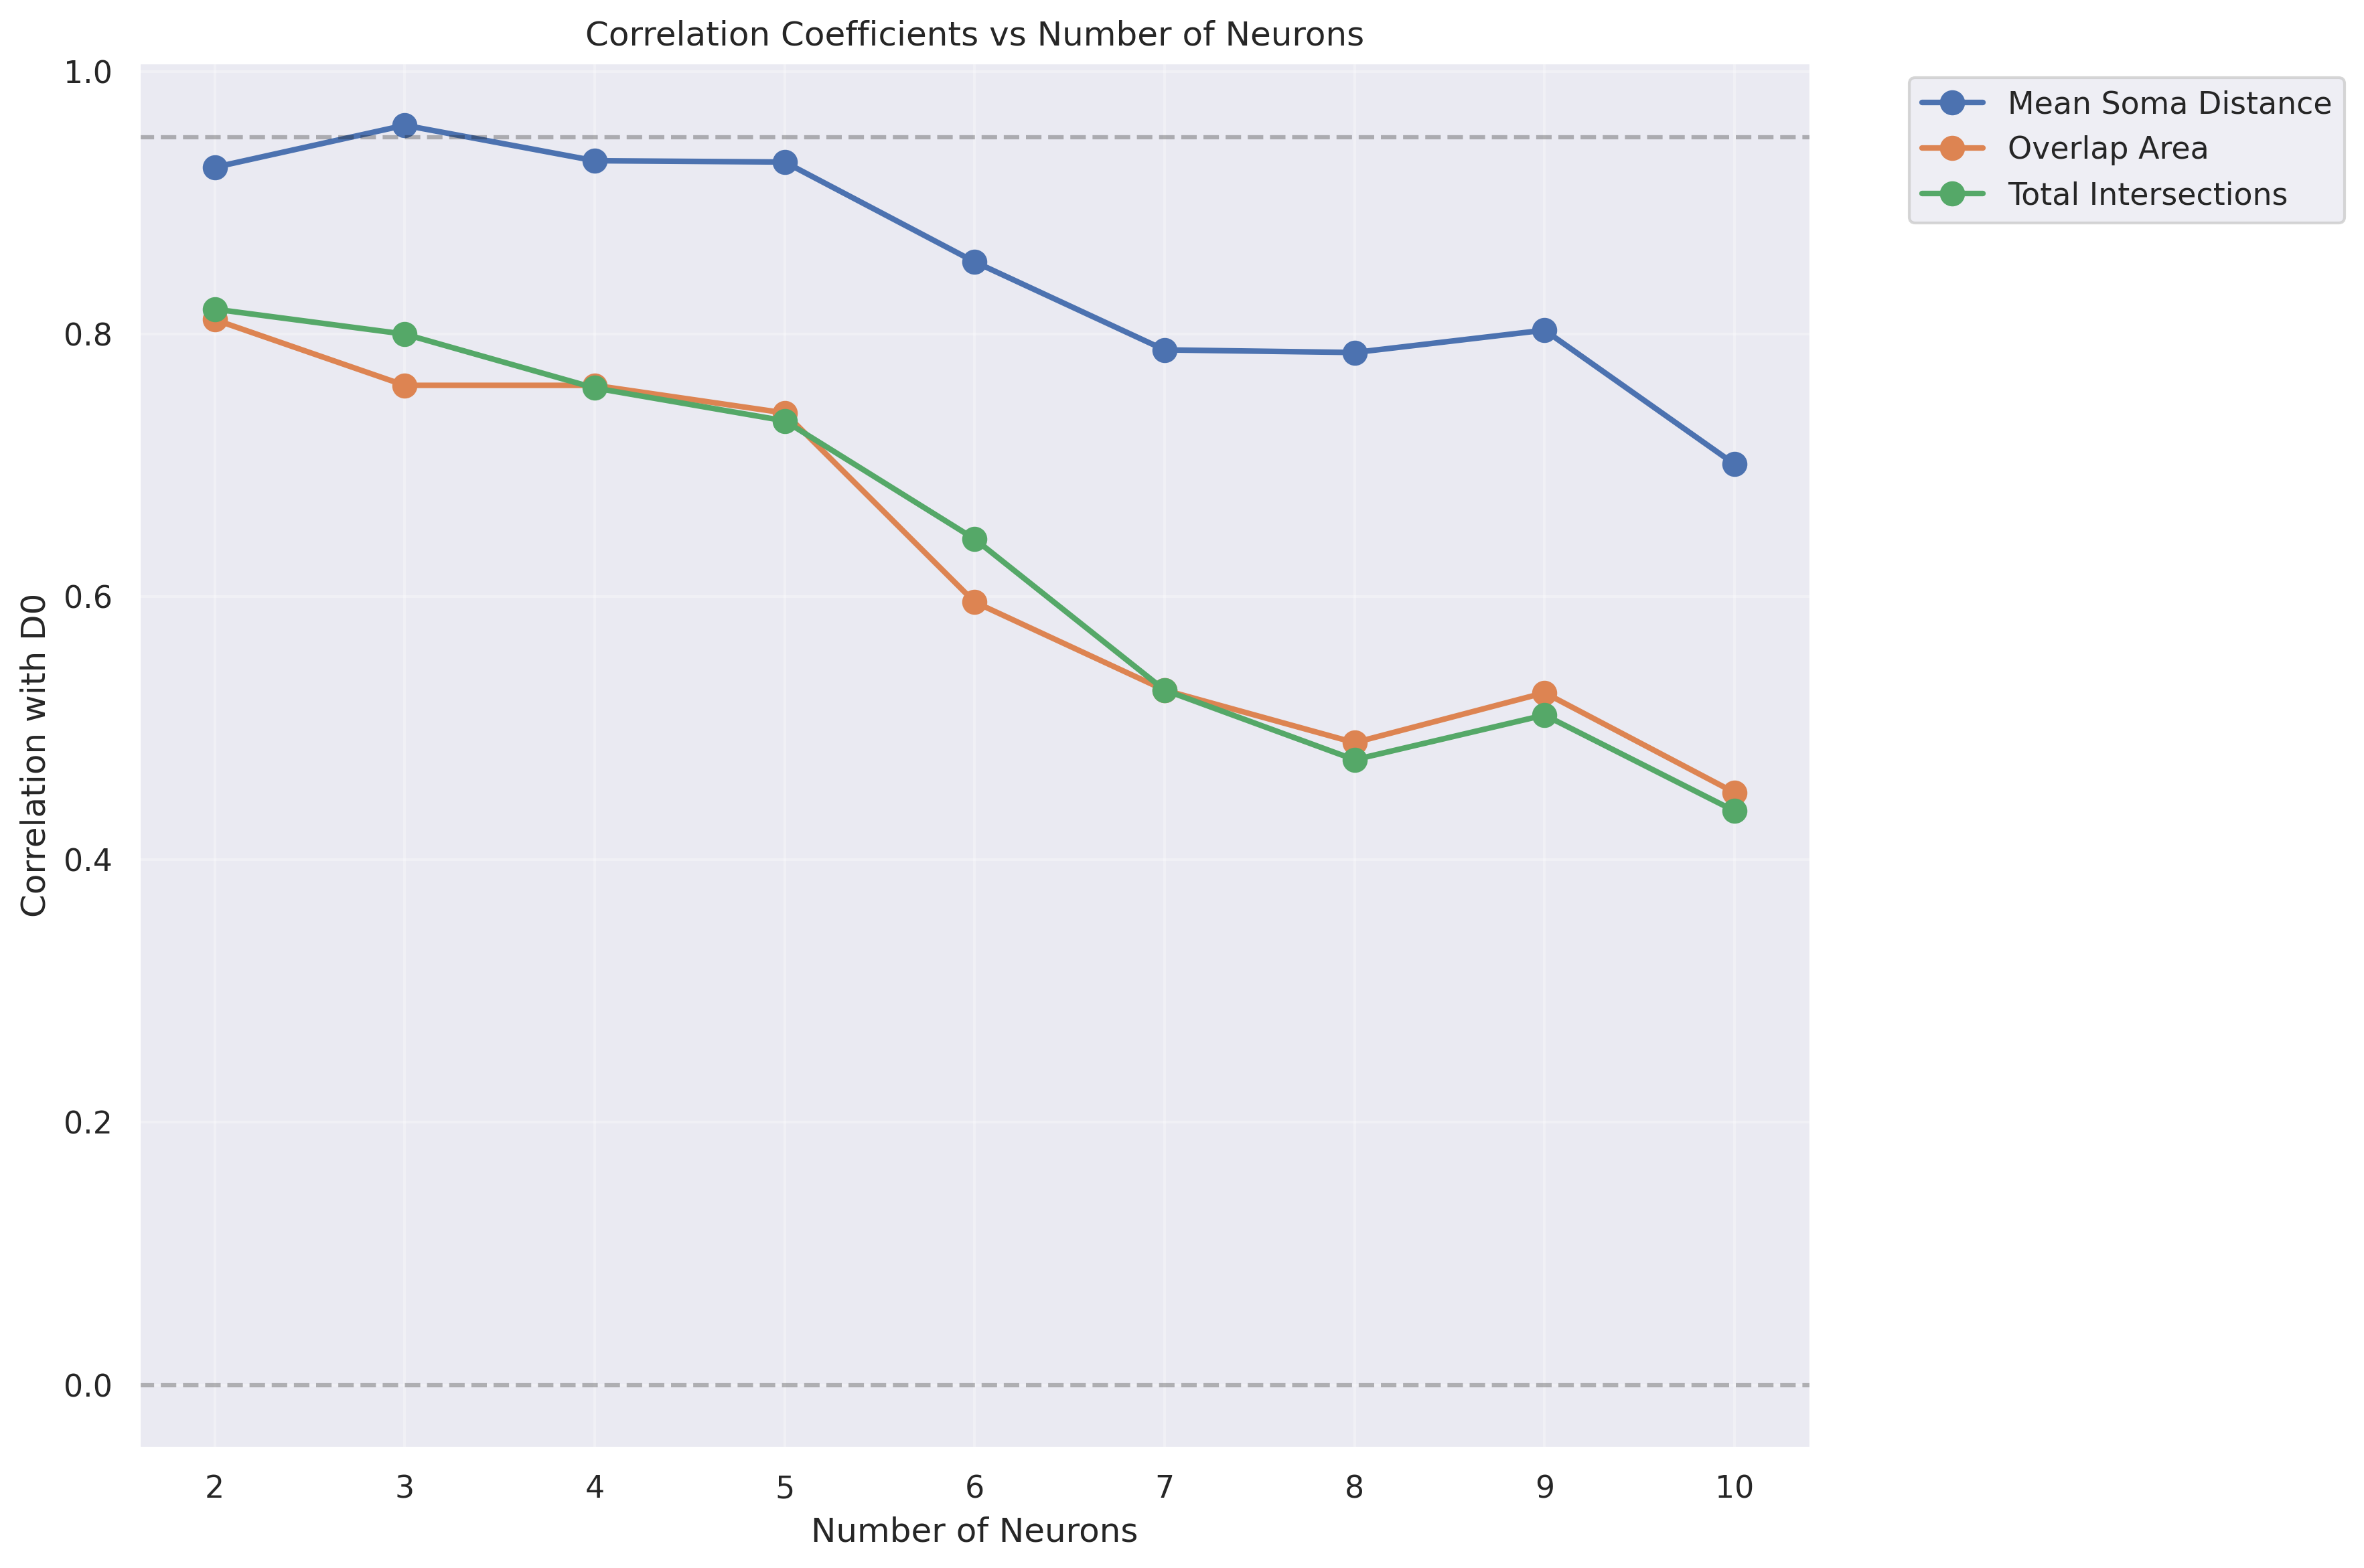 Correlation Coefficients vs Number of Neurons
Mean Soma Distance
Overlap Area
Total Intersections
Correlation with D0
1.0
0.8
0.6
0.4
0.2
0.0
2 3 4 5 6 7 8 9 10
Number of Neurons